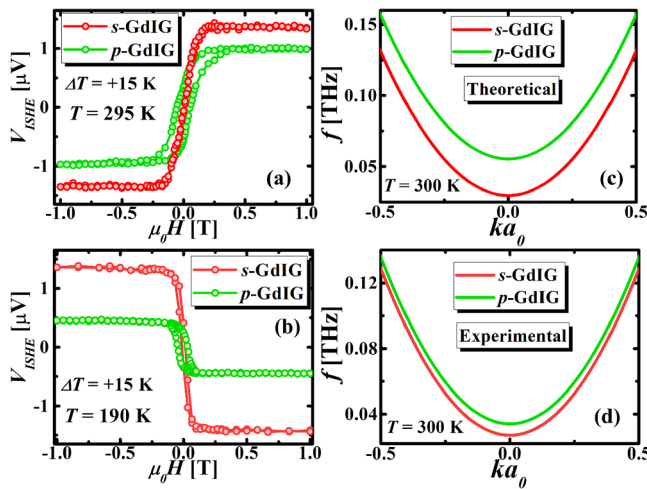 s-GdIG
p-GdIG
ΔT = +15 K
T = 295 K
(a)
V_ISHE [μV]
1
0
-1
-1.0 -0.5 0.0 0.5 1.0
μ₀H [T]
s-GdIG
p-GdIG
Theoretical
T = 300 K
(c)
f [THz]
0.15
0.10
0.05
-0.5 0.0 0.5
ka₀
s-GdIG
p-GdIG
(b)
ΔT = +15 K
T = 190 K
V_ISHE [μV]
1
0
-1
-1.0 -0.5 0.0 0.5 1.0
μ₀H [T]
s-GdIG
p-GdIG
Experimental
T = 300 K
(d)
f [THz]
0.12
0.08
0.04
-0.5 0.0 0.5
ka₀